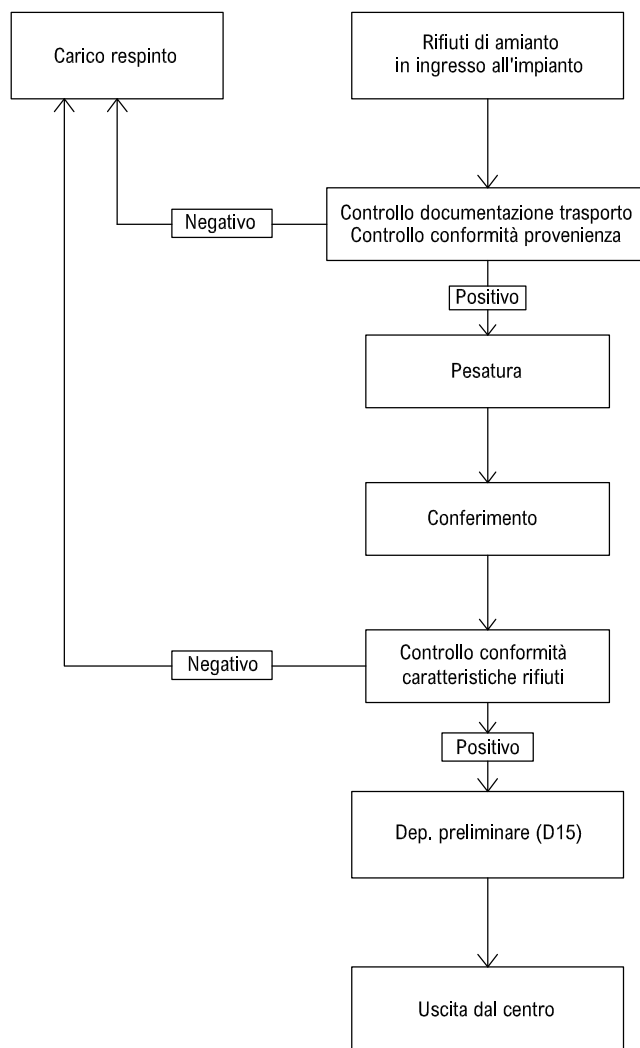 Carico respinto
Rifiuti di amianto
in ingresso all'impianto
Negativo
Controllo documentazione trasporto
Controllo conformità provenienza
Positivo
Pesatura
Conferimento
Negativo
Controllo conformità
caratteristiche rifiuti
Positivo
Dep. preliminare (D15)
Uscita dal centro